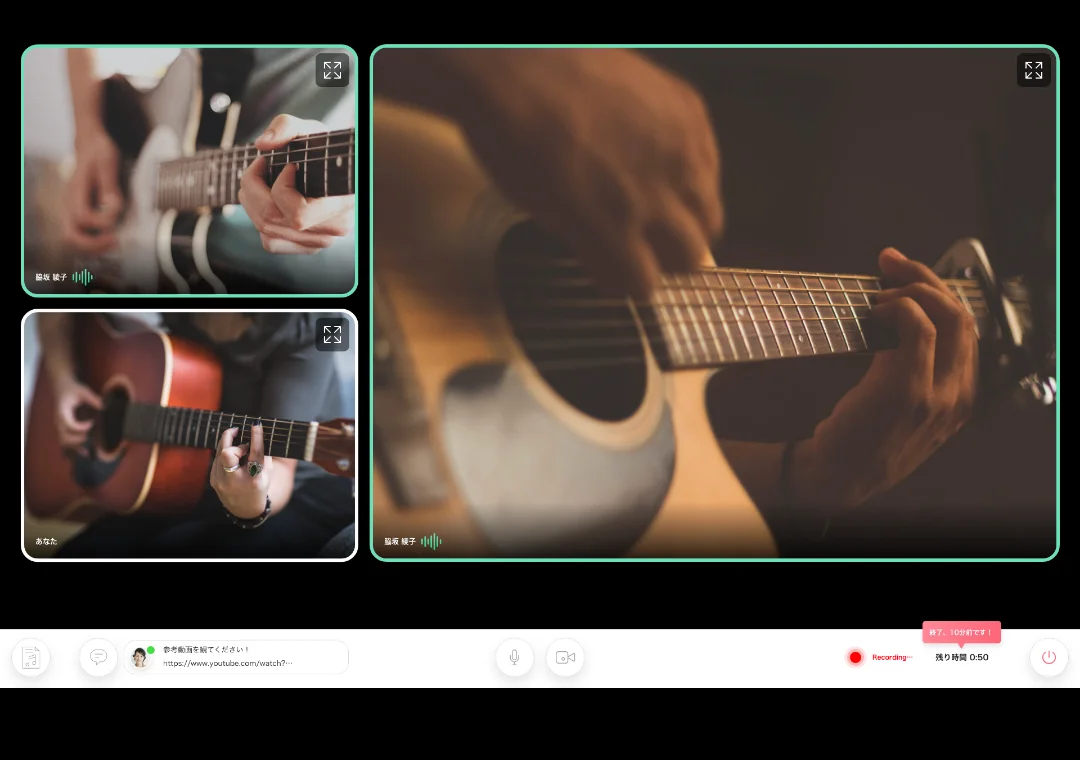 脇坂 綾子
あなた
脇坂 綾子
参考動画を観てください！
https://www.youtube.com/watch?…
Recording…
終了、10分前です！
残り時間 0:50